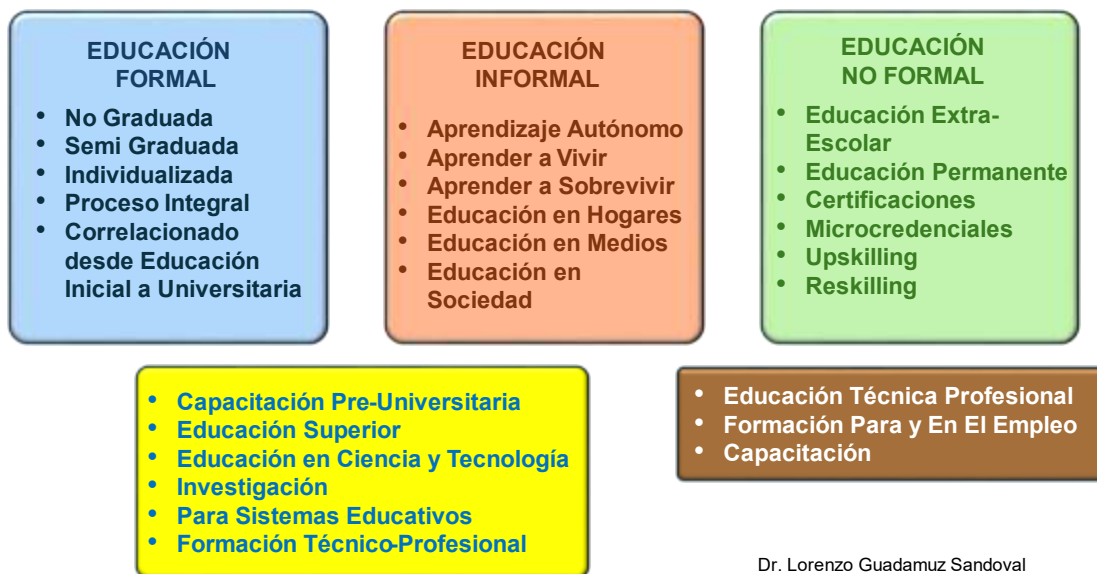 EDUCACIÓN
FORMAL
• No Graduada
• Semi Graduada
• Individualizada
• Proceso Integral
• Correlacionado
desde Educación
Inicial a Universitaria
EDUCACIÓN
INFORMAL
• Aprendizaje Autónomo
• Aprender a Vivir
• Aprender a Sobrevivir
• Educación en Hogares
• Educación en Medios
• Educación en
Sociedad
EDUCACIÓN
NO FORMAL
• Educación Extra-
Escolar
• Educación Permanente
• Certificaciones
• Microcredenciales
• Upskilling
• Reskilling
• Capacitación Pre-Universitaria
• Educación Superior
• Educación en Ciencia y Tecnología
• Investigación
• Para Sistemas Educativos
• Formación Técnico-Profesional
• Educación Técnica Profesional
• Formación Para y En El Empleo
• Capacitación
Dr. Lorenzo Guadamuz Sandoval